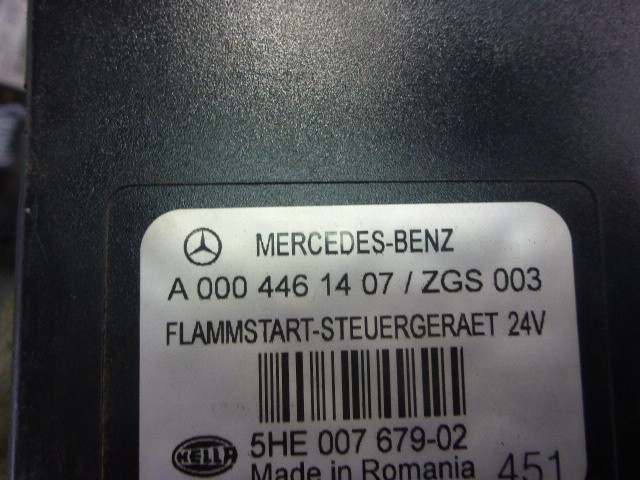 MERCEDES-BENZ
A 000 446 14 07 / ZGS 003
FLAMMSTART-STEUERGERAET 24V
HELLA 5HE 007 679-02
Made in Romania 451